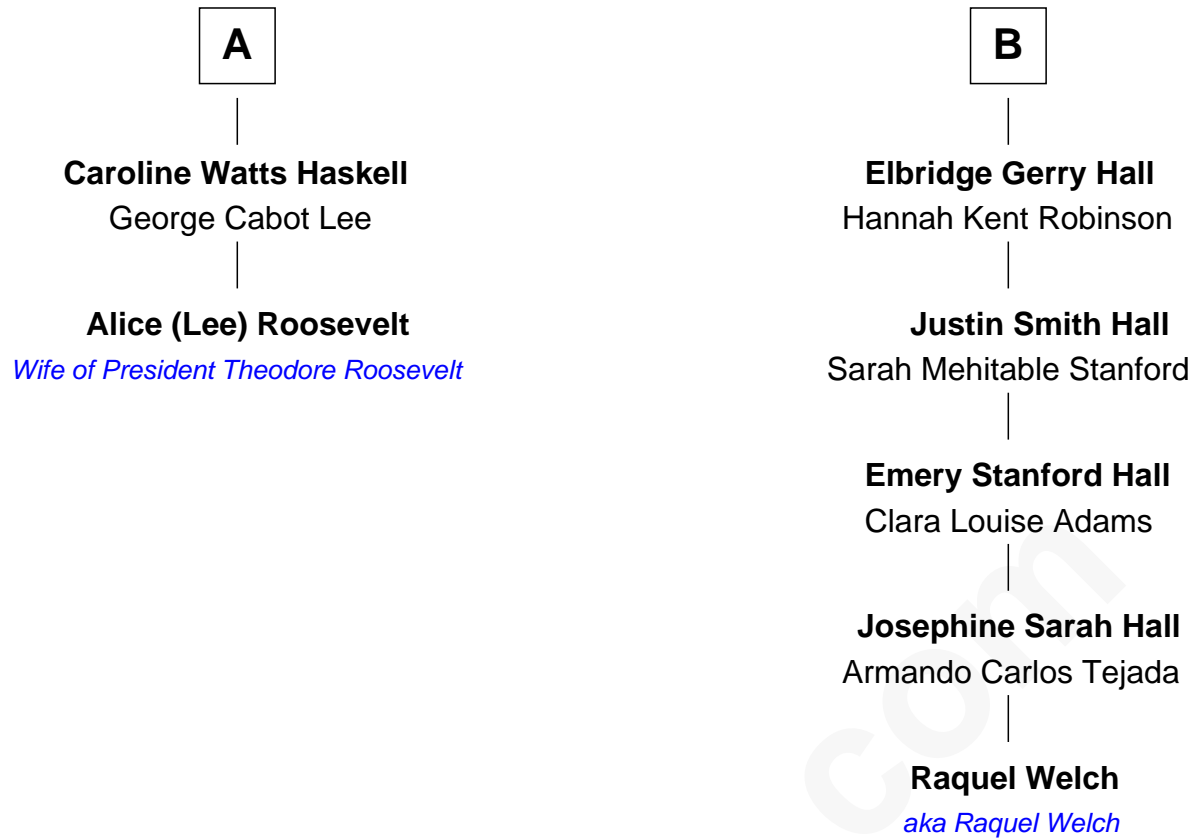 A
Caroline Watts Haskell
George Cabot Lee
Alice (Lee) Roosevelt
Wife of President Theodore Roosevelt
B
Elbridge Gerry Hall
Hannah Kent Robinson
Justin Smith Hall
Sarah Mehitable Stanford
Emery Stanford Hall
Clara Louise Adams
Josephine Sarah Hall
Armando Carlos Tejada
Raquel Welch
aka Raquel Welch
com